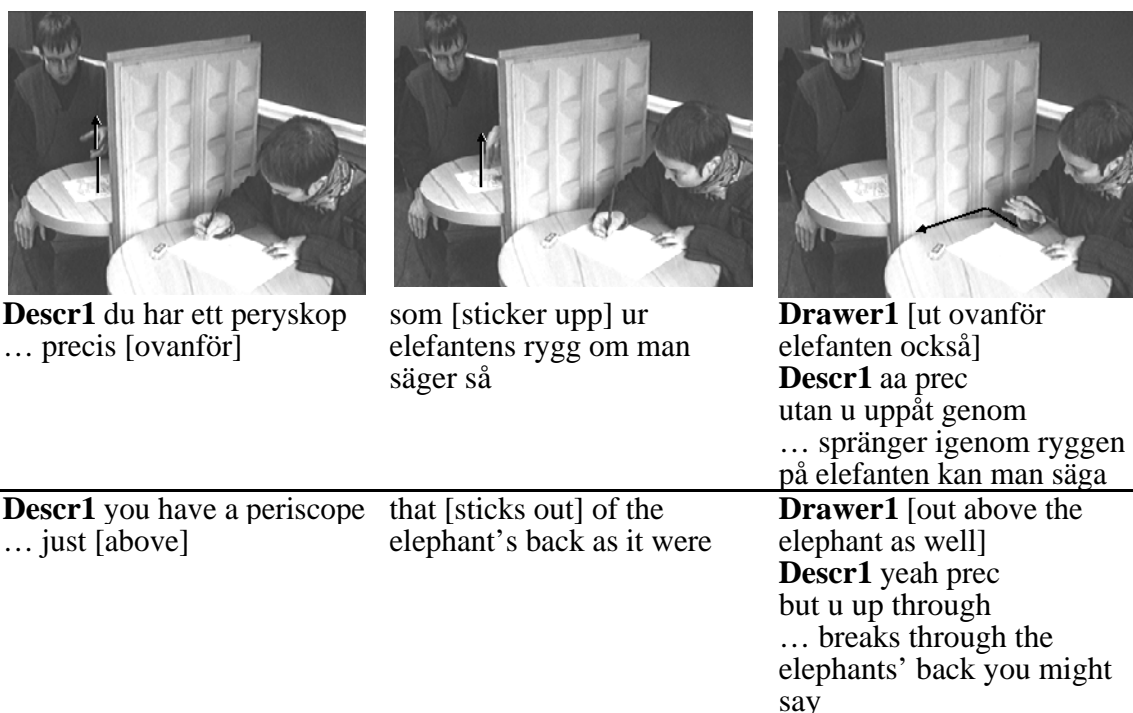 Descr1 du har ett peryskop
… precis [ovanför]
som [sticker upp] ur
elefantens rygg om man
säger så
Drawer1 [ut ovanför
elefanten också]
Descr1 aa prec
utan u uppåt genom
… spränger igenom ryggen
på elefanten kan man säga
Descr1 you have a periscope
… just [above]
that [sticks out] of the
elephant’s back as it were
Drawer1 [out above the
elephant as well]
Descr1 yeah prec
but u up through
… breaks through the
elephants’ back you might
say